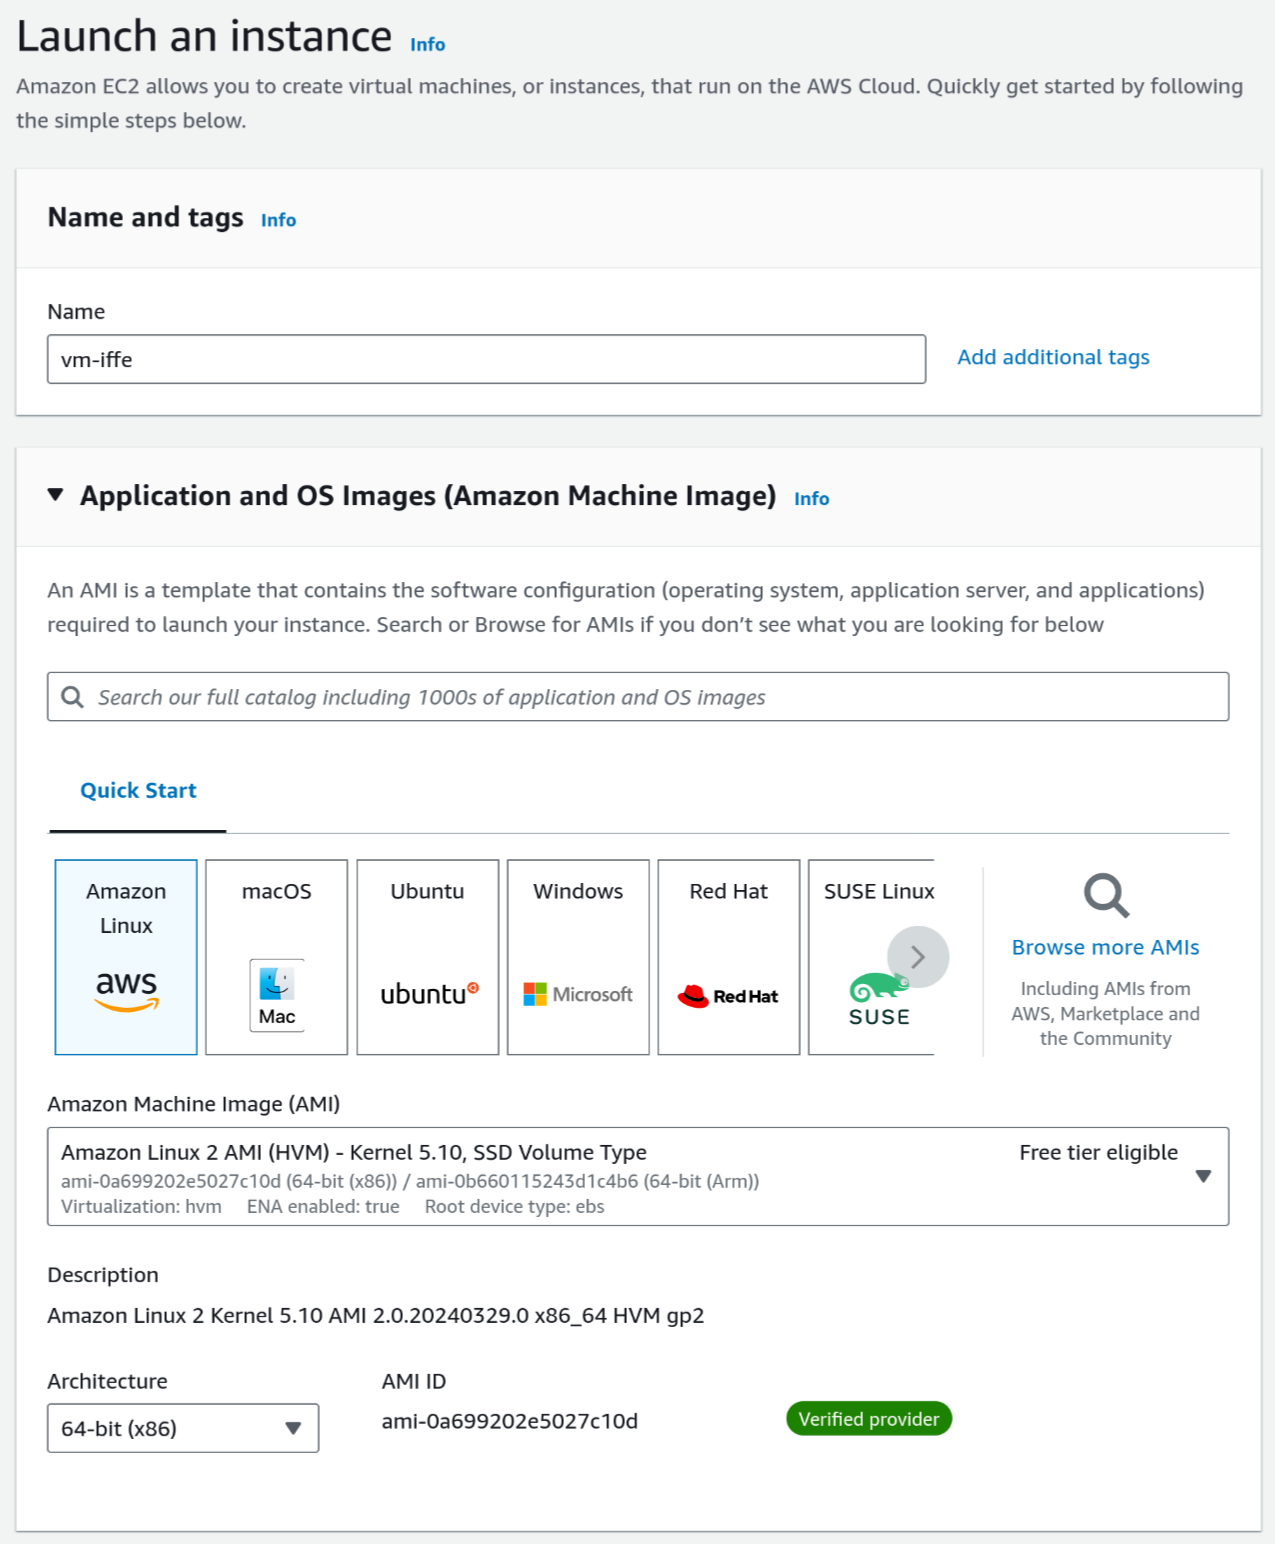 Launch an instance Info
Amazon EC2 allows you to create virtual machines, or instances, that run on the AWS Cloud. Quickly get started by following
the simple steps below.
Name and tags Info
Name
vm-iffe
Add additional tags
Application and OS Images (Amazon Machine Image) Info
An AMI is a template that contains the software configuration (operating system, application server, and applications)
required to launch your instance. Search or Browse for AMIs if you don’t see what you are looking for below
Search our full catalog including 1000s of application and OS images
Quick Start
Amazon
Linux
aws
macOS
Mac
Ubuntu
ubuntu
Windows
Microsoft
Red Hat
Red Hat
SUSE Linux
SUSE
Browse more AMIs
Including AMIs from
AWS, Marketplace and
the Community
Amazon Machine Image (AMI)
Amazon Linux 2 AMI (HVM) - Kernel 5.10, SSD Volume Type
Free tier eligible
ami-0a699202e5027c10d (64-bit (x86)) / ami-0b660115243d1c4b6 (64-bit (Arm))
Virtualization: hvm ENA enabled: true Root device type: ebs
Description
Amazon Linux 2 Kernel 5.10 AMI 2.0.20240329.0 x86_64 HVM gp2
Architecture
64-bit (x86)
AMI ID
ami-0a699202e5027c10d
Verified provider